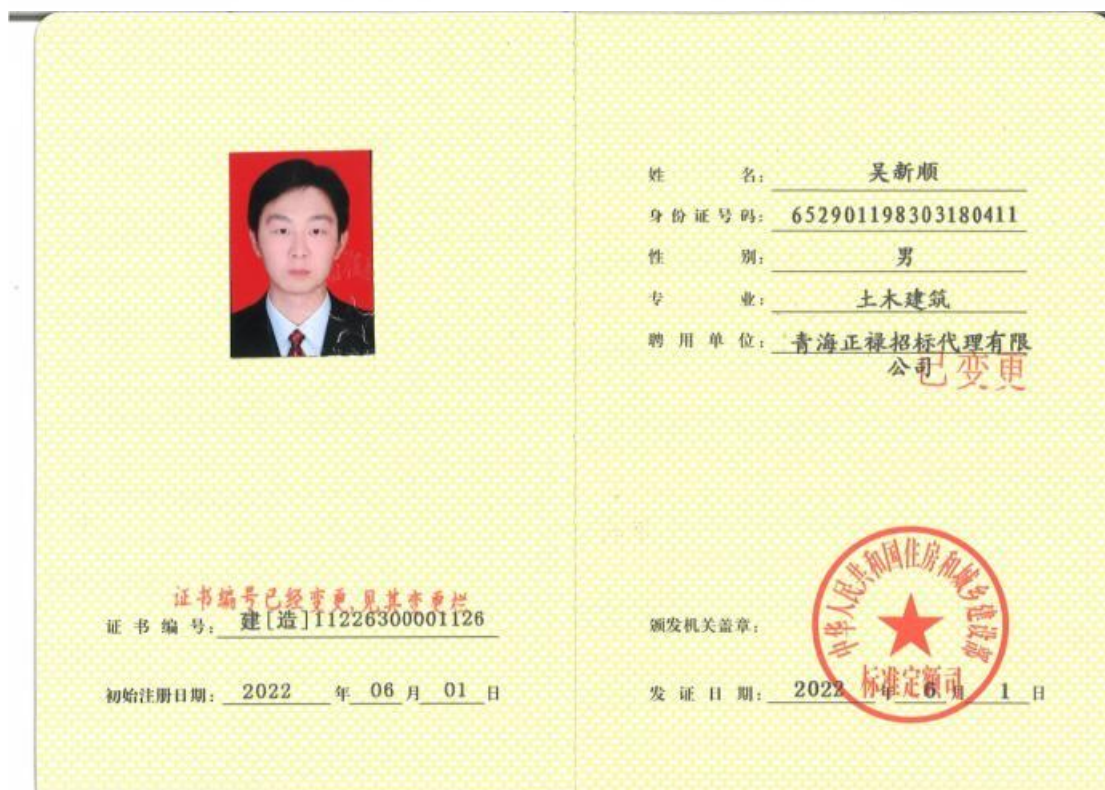 证书编号已经变更,见其变更栏
证 书 编 号: 建[造]11226300001126
初始注册日期: 2022 年 06 月 01 日
姓 名: 吴新顺
身份证号码: 652901198303180411
性 别: 男
专 业: 土木建筑
聘用单位: 青海正禄招标代理有限
公司
已变更
颁发机关盖章:
中华人民共和国住房和城乡建设部
标准定额司
发 证 日 期: 2022 年 6 月 1 日